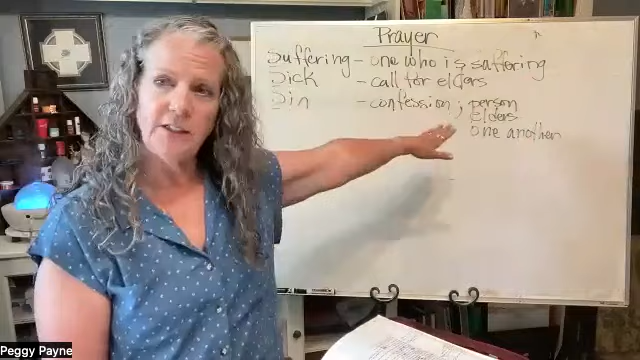 Prayer
Suffering - one who is suffering
Sick - call for elders
Sin - confession ; person
elders
one another
Peggy Payne